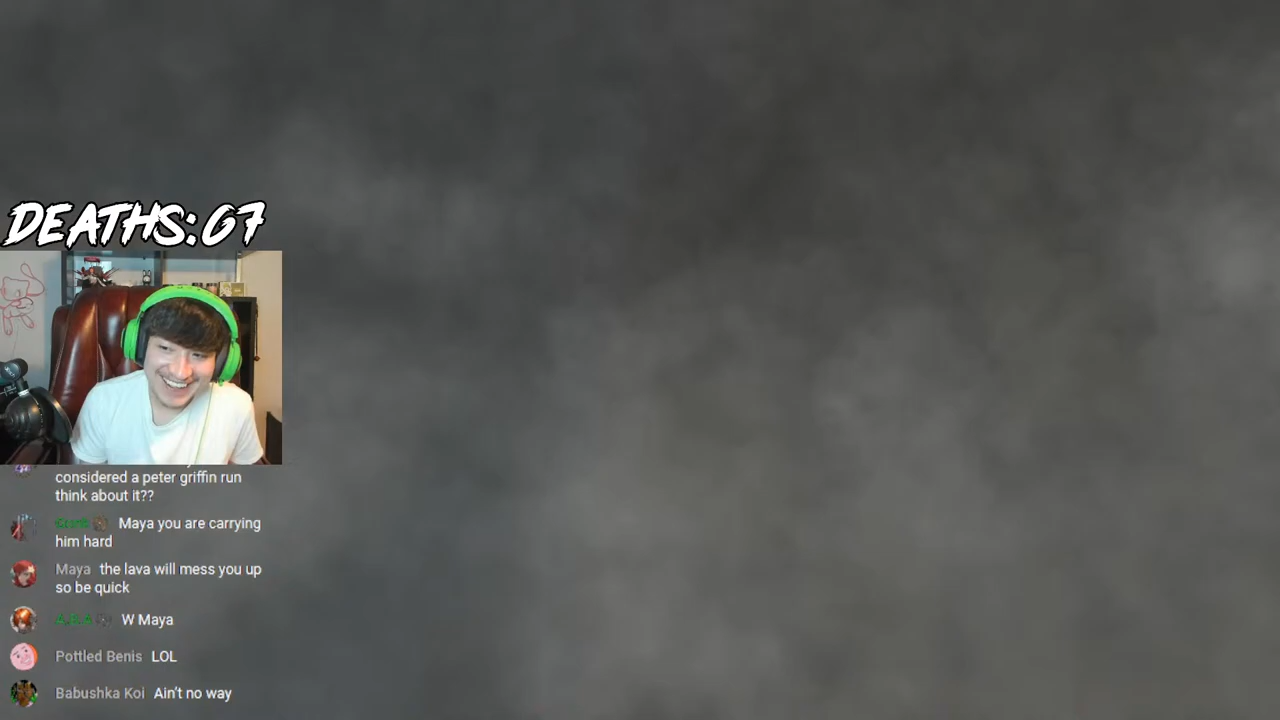 DEATHS:67
considered a peter griffin run
think about it??
Maya you are carrying
him hard
Maya the lava will mess you up
so be quick
W Maya
Pottled Benis LOL
Babushka Koi Ain't no way